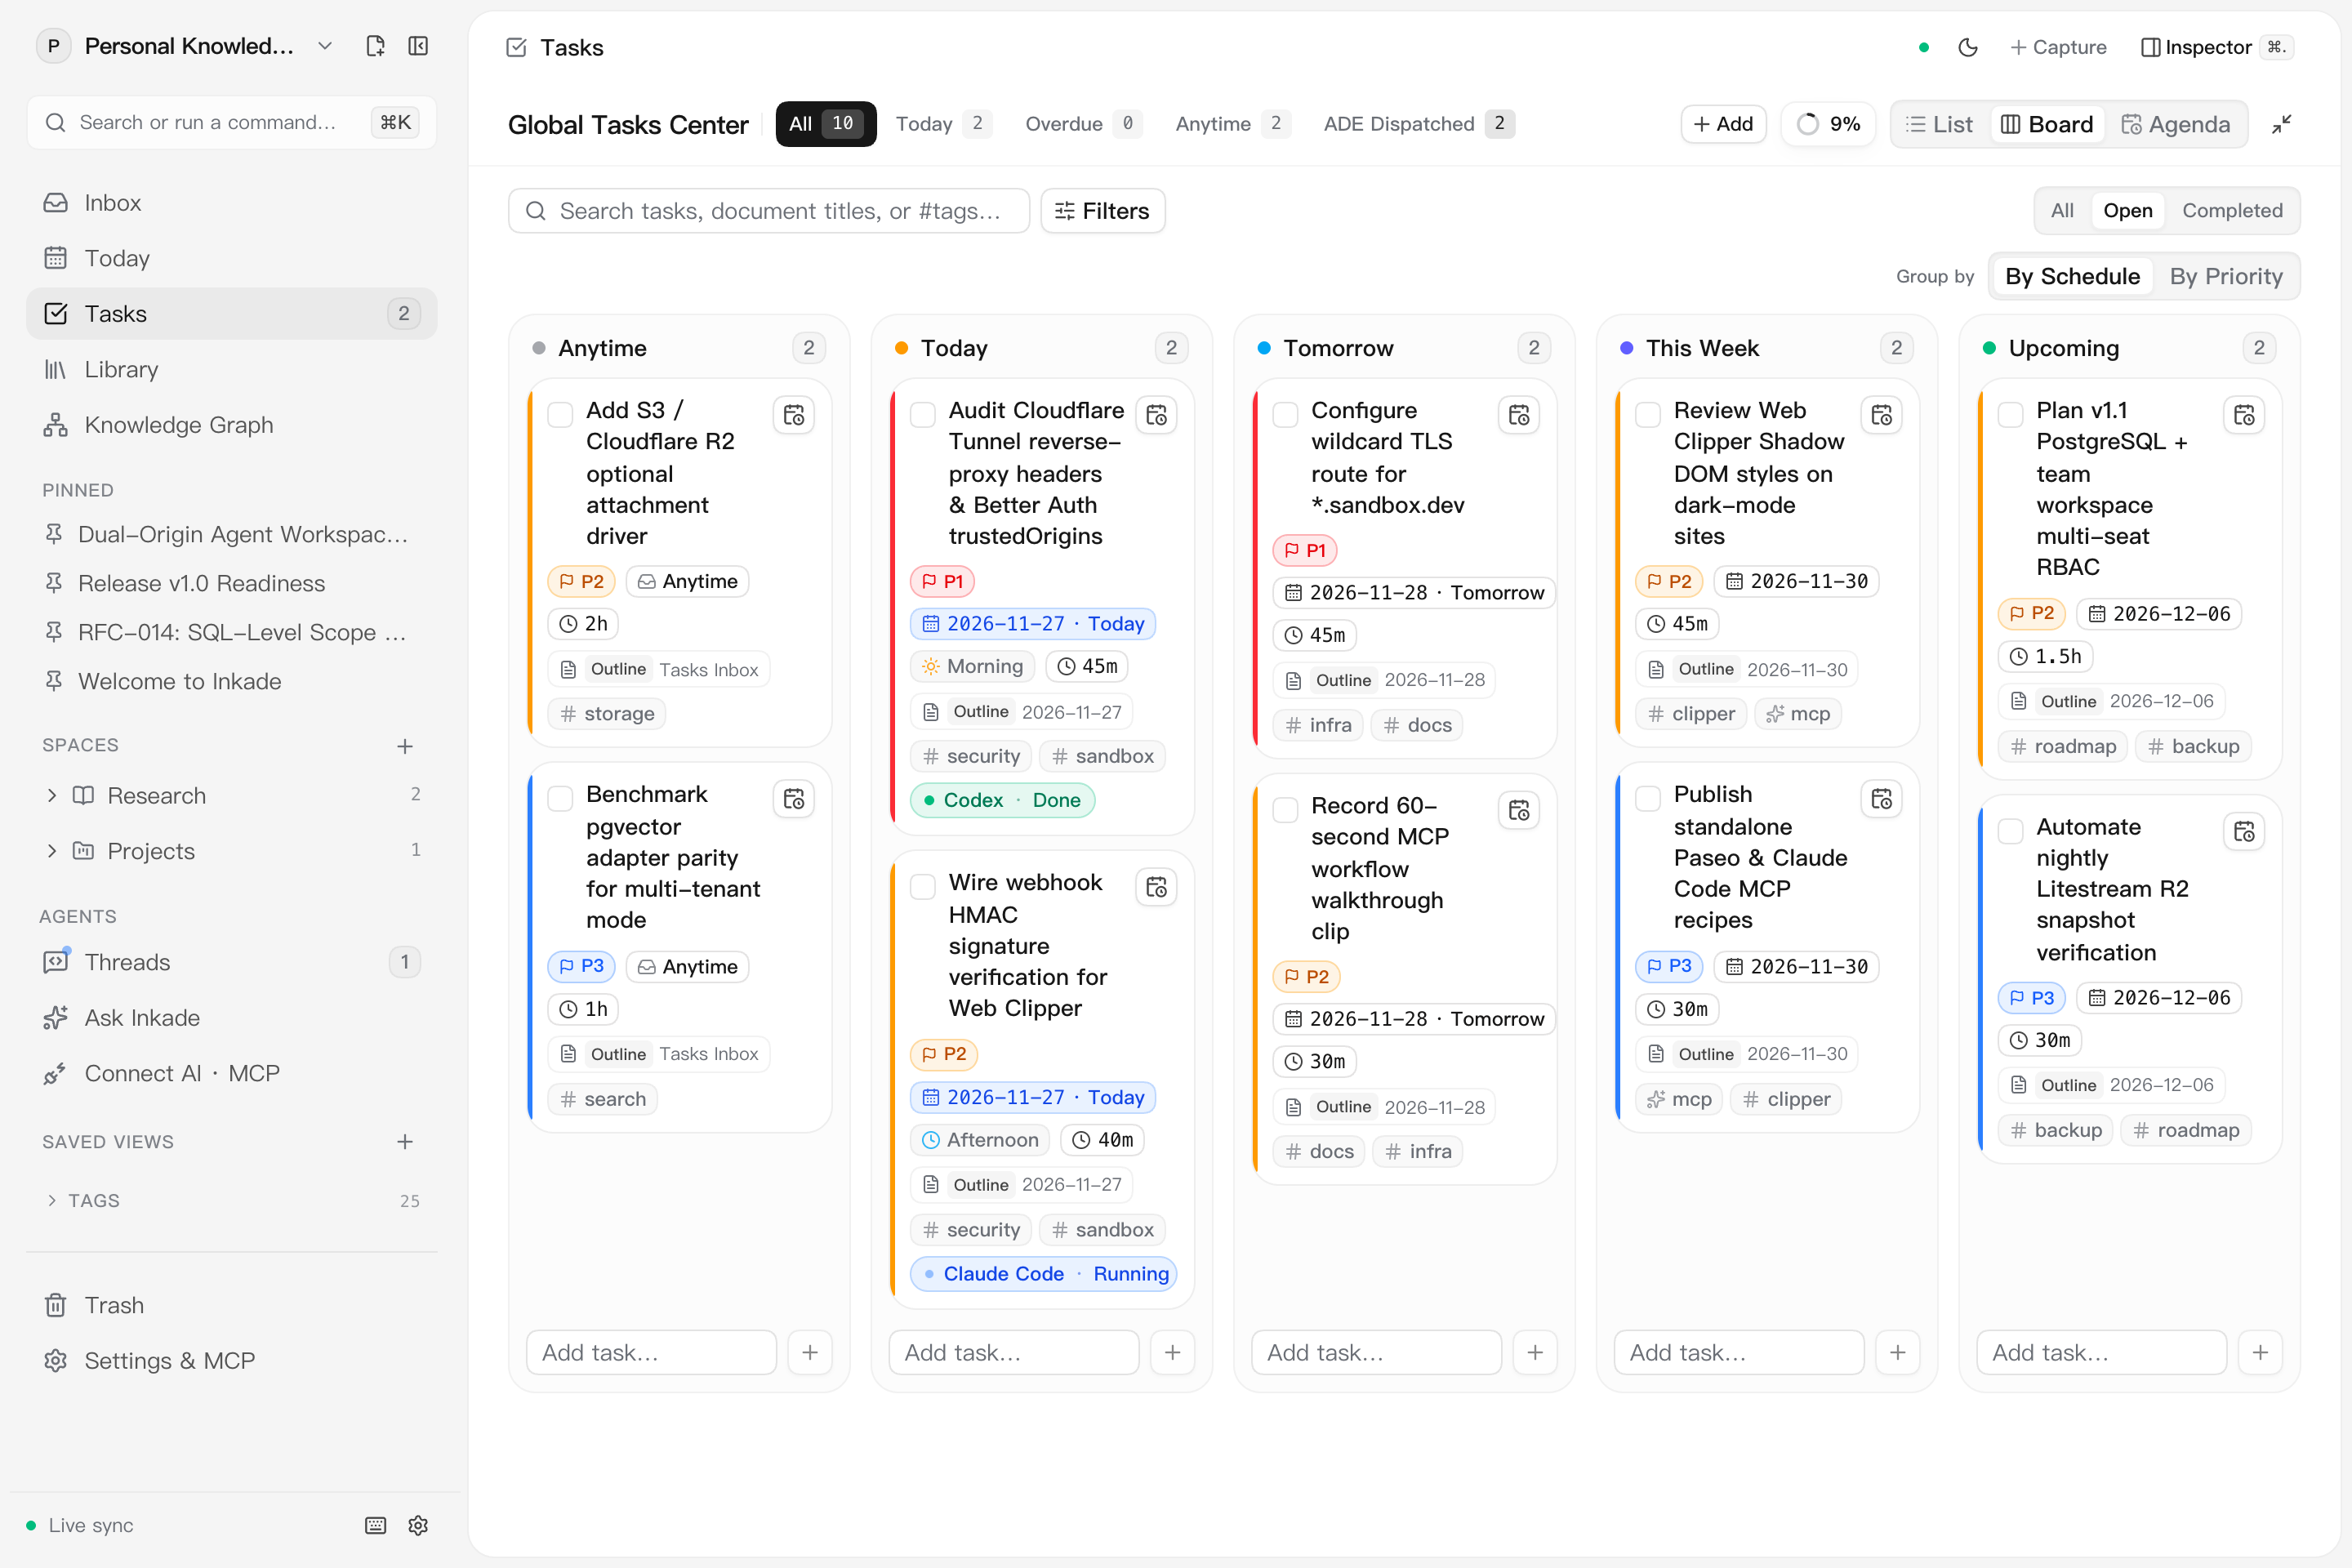 P Personal Knowled...
Search or run a command... ⌘K
Inbox
Today
Tasks 2
Library
Knowledge Graph
PINNED
Dual-Origin Agent Workspac...
Release v1.0 Readiness
RFC-014: SQL-Level Scope ...
Welcome to Inkade
SPACES
Research 2
Projects 1
AGENTS
Threads 1
Ask Inkade
Connect AI · MCP
SAVED VIEWS
TAGS 25
Trash
Settings & MCP
Live sync
Tasks
Capture
Inspector ⌘.
Global Tasks Center
All 10
Today 2
Overdue 0
Anytime 2
ADE Dispatched 2
+ Add
9%
List
Board
Agenda
Search tasks, document titles, or #tags...
Filters
All
Open
Completed
Group by
By Schedule
By Priority
Anytime 2
Add S3 /
Cloudflare R2
optional
attachment
driver
P2 Anytime
2h
Outline Tasks Inbox
# storage
Benchmark
pgvector
adapter parity
for multi-tenant
mode
P3 Anytime
1h
Outline Tasks Inbox
# search
Add task... +
Today 2
Audit Cloudflare
Tunnel reverse-
proxy headers
& Better Auth
trustedOrigins
P1
2026-11-27 · Today
Morning 45m
Outline 2026-11-27
# security # sandbox
Codex · Done
Wire webhook
HMAC
signature
verification for
Web Clipper
P2
2026-11-27 · Today
Afternoon 40m
Outline 2026-11-27
# security # sandbox
Claude Code · Running
Add task... +
Tomorrow 2
Configure
wildcard TLS
route for
*.sandbox.dev
P1
2026-11-28 · Tomorrow
45m
Outline 2026-11-28
# infra # docs
Record 60-
second MCP
workflow
walkthrough
clip
P2
2026-11-28 · Tomorrow
30m
Outline 2026-11-28
# docs # infra
Add task... +
This Week 2
Review Web
Clipper Shadow
DOM styles on
dark-mode
sites
P2 2026-11-30
45m
Outline 2026-11-30
# clipper mcp
Publish
standalone
Paseo & Claude
Code MCP
recipes
P3 2026-11-30
30m
Outline 2026-11-30
mcp # clipper
Add task... +
Upcoming 2
Plan v1.1
PostgreSQL +
team
workspace
multi-seat
RBAC
P2 2026-12-06
1.5h
Outline 2026-12-06
# roadmap # backup
Automate
nightly
Litestream R2
snapshot
verification
P3 2026-12-06
30m
Outline 2026-12-06
# backup # roadmap
Add task... +